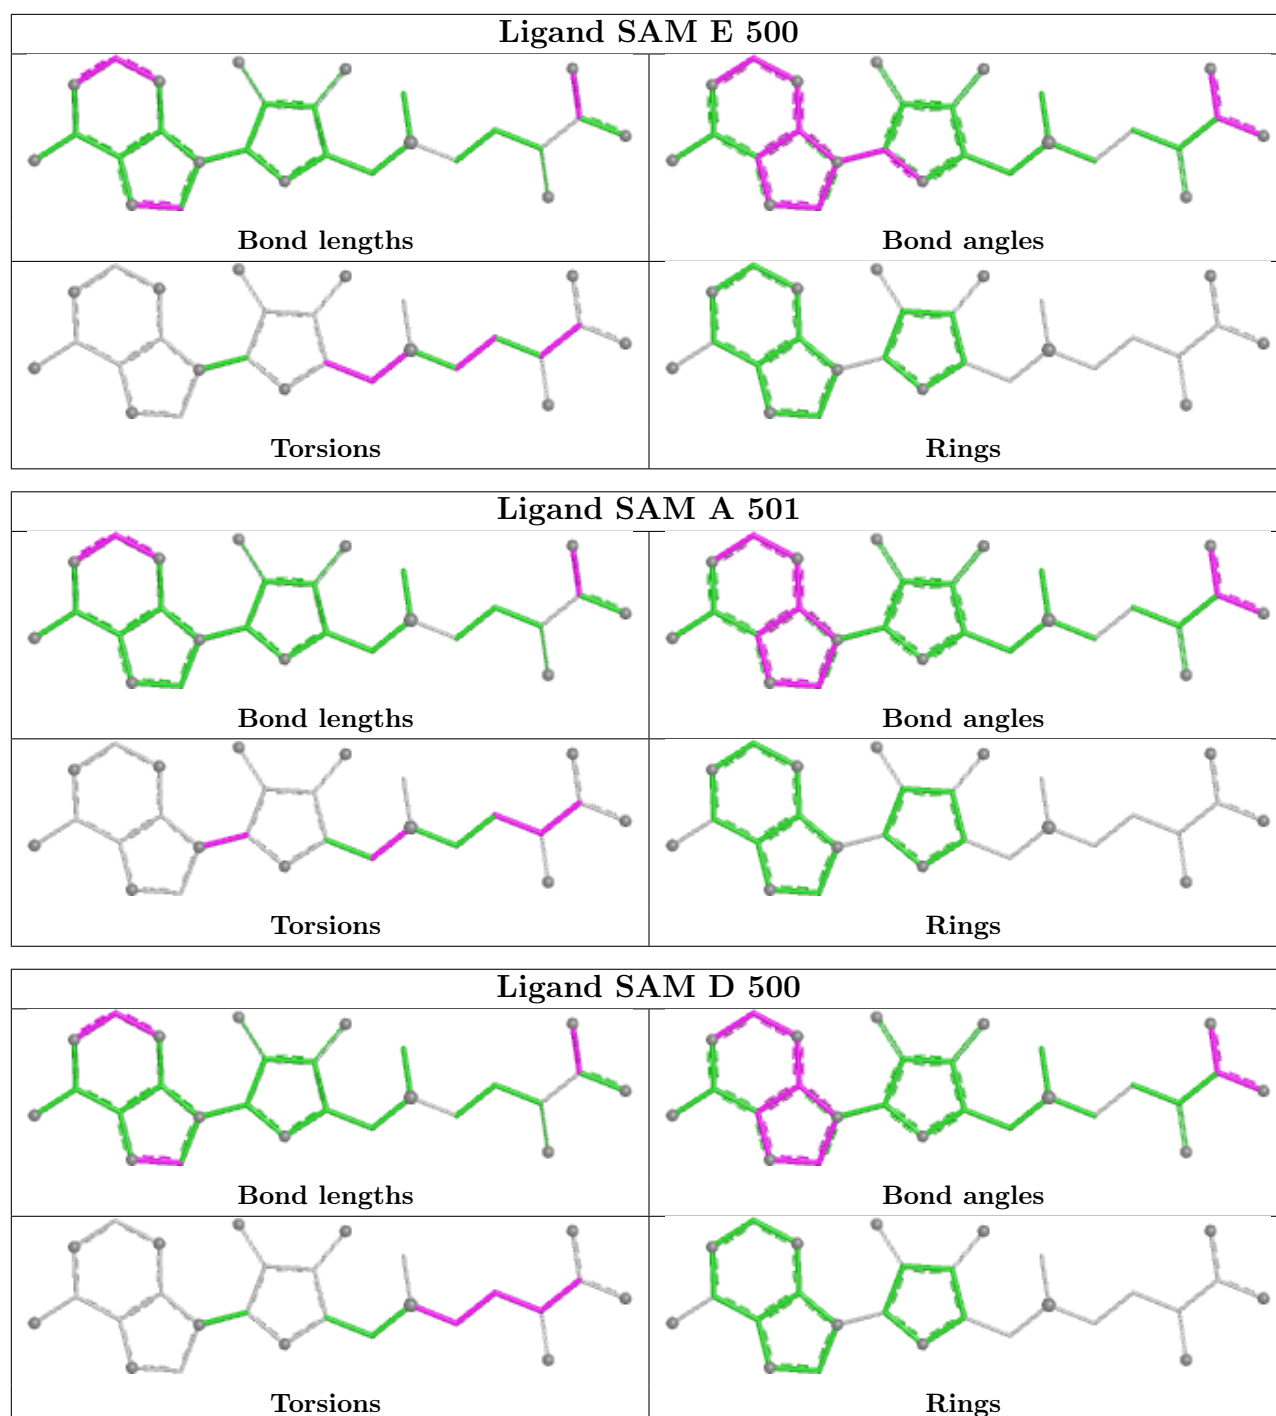 Ligand SAM E 500
Bond lengths
Bond angles
Torsions
Rings
Ligand SAM A 501
Bond lengths
Bond angles
Torsions
Rings
Ligand SAM D 500
Bond lengths
Bond angles
Torsions
Rings